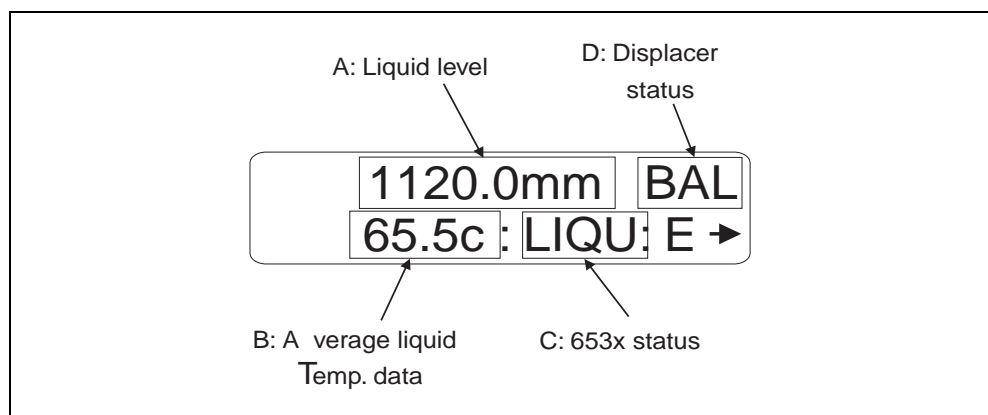 A: Liquid level
D: Displacer
status
1120.0mm BAL
65.5c : LIQU: E
B: A verage liquid
Temp. data
C: 653x status